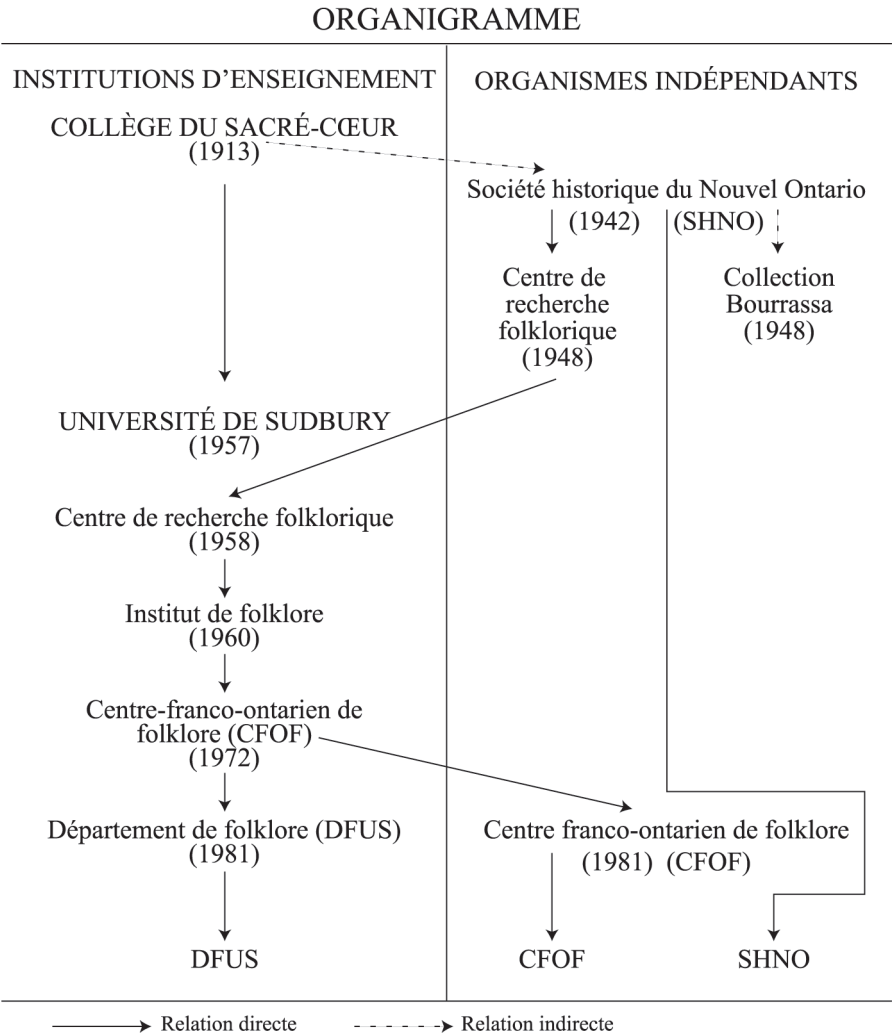 ORGANIGRAMME
INSTITUTIONS D'ENSEIGNEMENT
COLLÈGE DU SACRÉ-CŒUR
(1913)
UNIVERSITÉ DE SUDBURY
(1957)
Centre de recherche folklorique
(1958)
Institut de folklore
(1960)
Centre-franco-ontarien de
folklore (CFOF)
(1972)
Département de folklore (DFUS)
(1981)
DFUS
ORGANISMES INDÉPENDANTS
Société historique du Nouvel Ontario
(1942) (SHNO)
Centre de
recherche
folklorique
(1948)
Collection
Bourrassa
(1948)
Centre franco-ontarien de folklore
(1981) (CFOF)
CFOF
SHNO
Relation directe
Relation indirecte